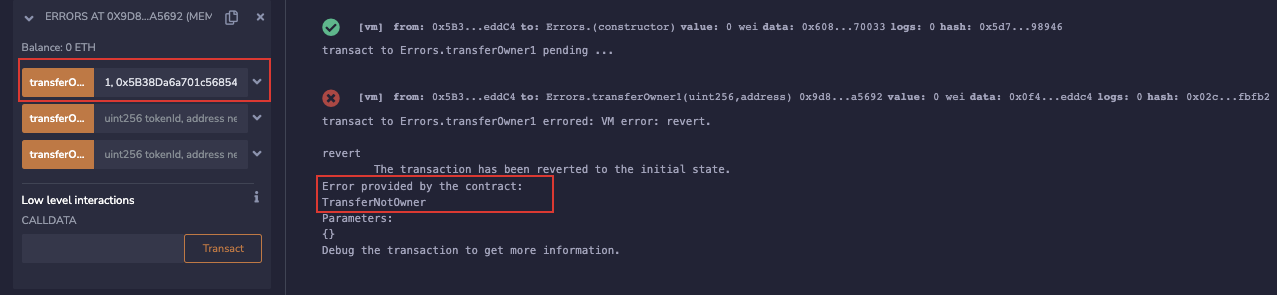 ERRORS AT 0X9D8...A5692 (MEM
Balance: 0 ETH
transferO... 1, 0x5B38Da6a701c56854
transferO... uint256 tokenId, address ne
transferO... uint256 tokenId, address ne
Low level interactions
CALLDATA
Transact
[vm] from: 0x5B3...eddC4 to: Errors.(constructor) value: 0 wei data: 0x608...70033 logs: 0 hash: 0x5d7...98946
transact to Errors.transferOwner1 pending ...
[vm] from: 0x5B3...eddC4 to: Errors.transferOwner1(uint256,address) 0x9d8...a5692 value: 0 wei data: 0x0f4...eddc4 logs: 0 hash: 0x02c...fbfb2
transact to Errors.transferOwner1 errored: VM error: revert.
revert
The transaction has been reverted to the initial state.
Error provided by the contract:
TransferNotOwner
Parameters:
{}
Debug the transaction to get more information.